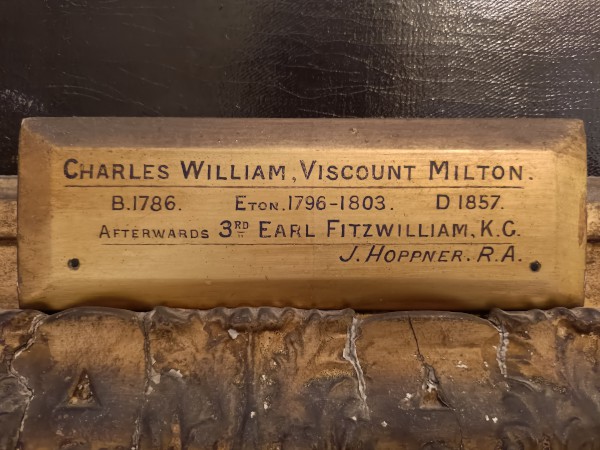 CHARLES WILLIAM, VISCOUNT MILTON.
B.1786. ETON.1796-1803. D 1857.
AFTERWARDS 3RD EARL FITZWILLIAM, K.G.
J. HOPPNER. R.A.